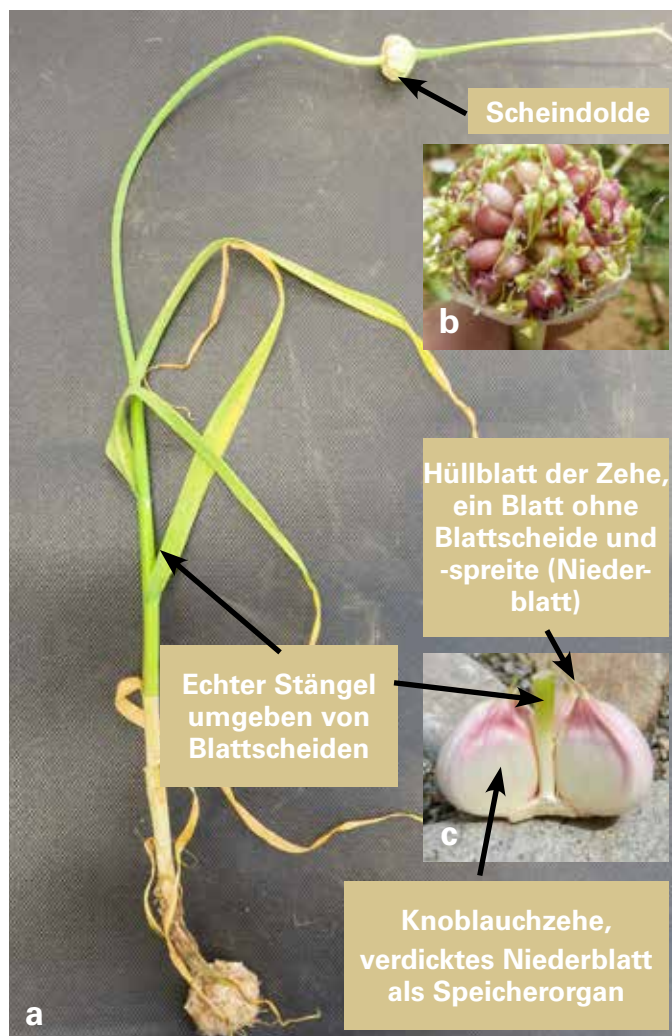 Scheindolde
b
Hüllblatt der Zehe,
ein Blatt ohne
Blattscheide und
-spreite (Nieder-
blatt)
Echter Stängel
umgeben von
Blattscheiden
c
Knoblauchzehe,
verdicktes Niederblatt
als Speicherorgan
a